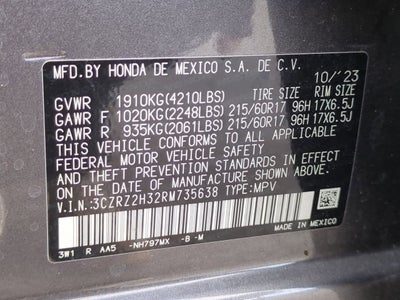 MFD.BY HONDA DE MEXICO S.A. DE C.V.
10/23
TIRE SIZE RIM SIZE
GVWR 1910KG(4210LBS)
GAWR F 1020KG(2248LBS) 215/60R17 96H 17X6.5J
GAWR R 935KG(2061LBS) 215/60R17 96H 17X6.5J
THIS VEHICLE CONFORMS TO ALL APPLICABLE
FEDERAL MOTOR VEHICLE SAFETY
AND THEFT PREVENTION STANDARDS IN EFFECT
ON THE DATE OF MANUFACTURE SHOWN ABOVE.
V.I.N.:3CZRZ2H32RM735638 TYPE:MPV
3W1 R AA5 -NH797MX -B -M MADE IN MEXICO